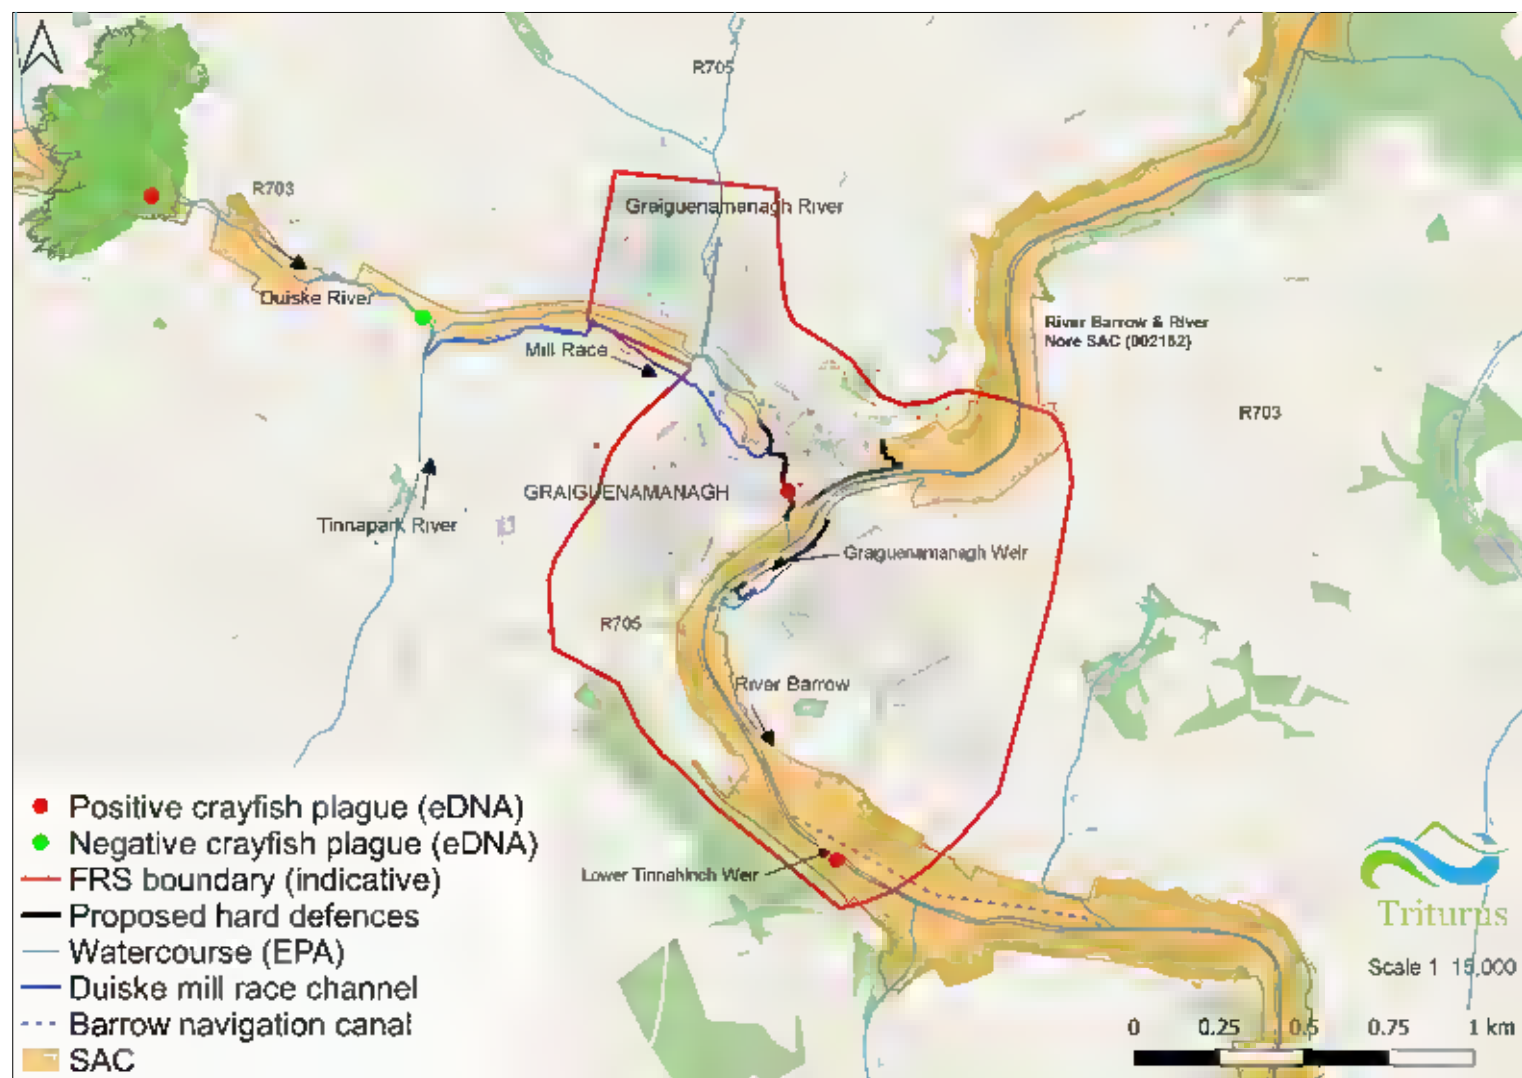 R705
R703
Graiguenamanagh River
Duiske River
River Barrow & River
Nore SAC (002162)
Mill Race
R703
GRAIGUENAMANAGH
Tinnapark River
Graiguenamanagh Weir
R705
River Barrow
Positive crayfish plague (eDNA)
Negative crayfish plague (eDNA)
FRS boundary (indicative)
Lower Tinnahinch Weir
Proposed hard defences
Triturus
Watercourse (EPA)
Scale 1 15,000
Duiske mill race channel
Barrow navigation canal
0 0.25 0.5 0.75 1 km
SAC